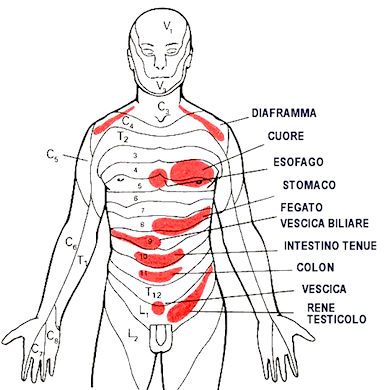 V₁
V₃
C₃
C₄
T₂
C₅
3
4
5
6
7
8
9
10
11
T12
C₆
T₁
L₁
L₂
C₈
C₇
DIAFRAMMA
CUORE
ESOFAGO
STOMACO
FEGATO
VESCICA BILIARE
INTESTINO TENUE
COLON
VESCICA
RENE
TESTICOLO